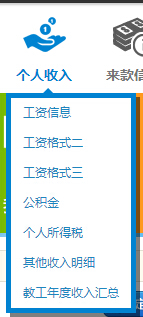 个人收入
来款信
工资信息
工资格式二
工资格式三
公积金
个人所得税
其他收入明细
教工年度收入汇总